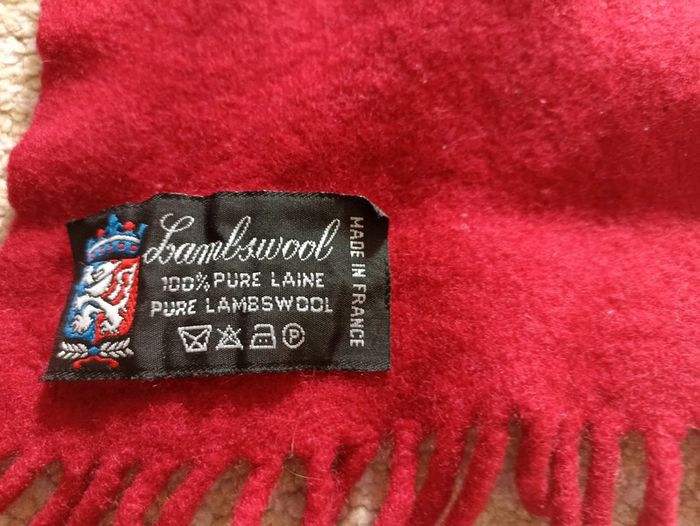 Lambswool
100% PURE LAINE
PURE LAMBSWOOL
P
MADE IN FRANCE